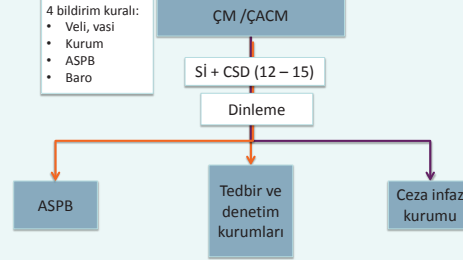 4 bildirim kuralı:
• Veli, vasi
• Kurum
• ASPB
• Baro
ÇM /ÇACM
Sİ + CSD (12 – 15)
Dinleme
ASPB
Tedbir ve
denetim
kurumları
Ceza infaz
kurumu